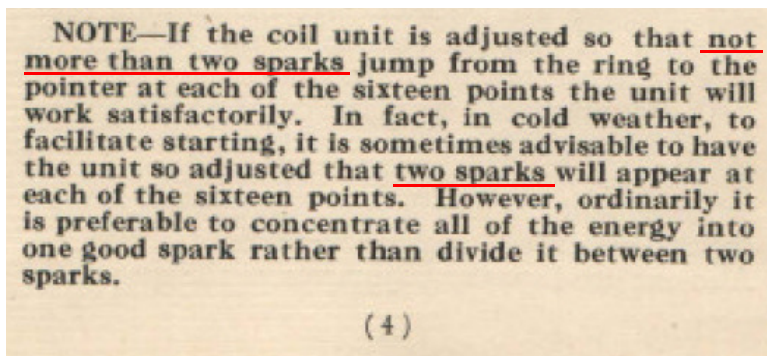 NOTE—If the coil unit is adjusted so that not
more than two sparks jump from the ring to the
pointer at each of the sixteen points the unit will
work satisfactorily. In fact, in cold weather, to
facilitate starting, it is sometimes advisable to have
the unit so adjusted that two sparks will appear at
each of the sixteen points. However, ordinarily it
is preferable to concentrate all of the energy into
one good spark rather than divide it between two
sparks.
(4)